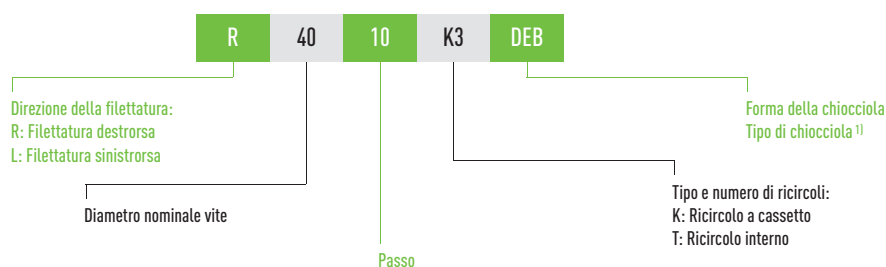 R 40 10 K3 DEB
Direzione della filettatura:
R: Filettatura destrorsa
L: Filettatura sinistrorsa
Forma della chiocciola
Tipo di chiocciola 1)
Diametro nominale vite
Tipo e numero di ricircoli:
K: Ricircolo a cassetto
T: Ricircolo interno
Passo